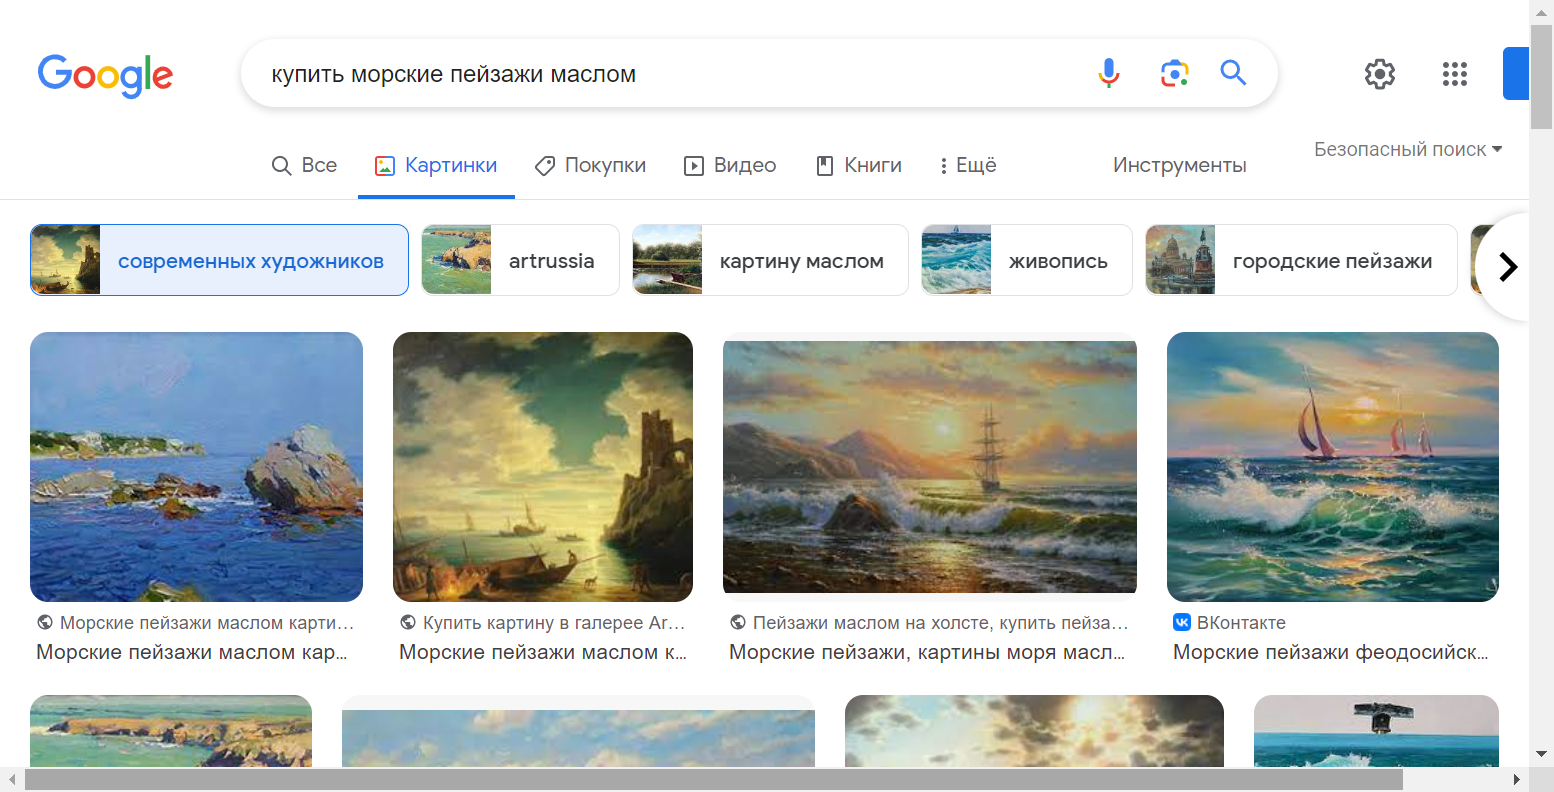 Google
купить морские пейзажи маслом
Безопасный поиск
Все
Картинки
Покупки
Видео
Книги
Ещё
Инструменты
современных художников
artrussia
картину маслом
живопись
городские пейзажи
Морские пейзажи маслом карти…
Купить картину в галерее Ar…
Пейзажи маслом на холсте, купить пейза…
ВКонтакте
Морские пейзажи маслом кар…
Морские пейзажи маслом к…
Морские пейзажи, картины моря масл…
Морские пейзажи феодосийск…